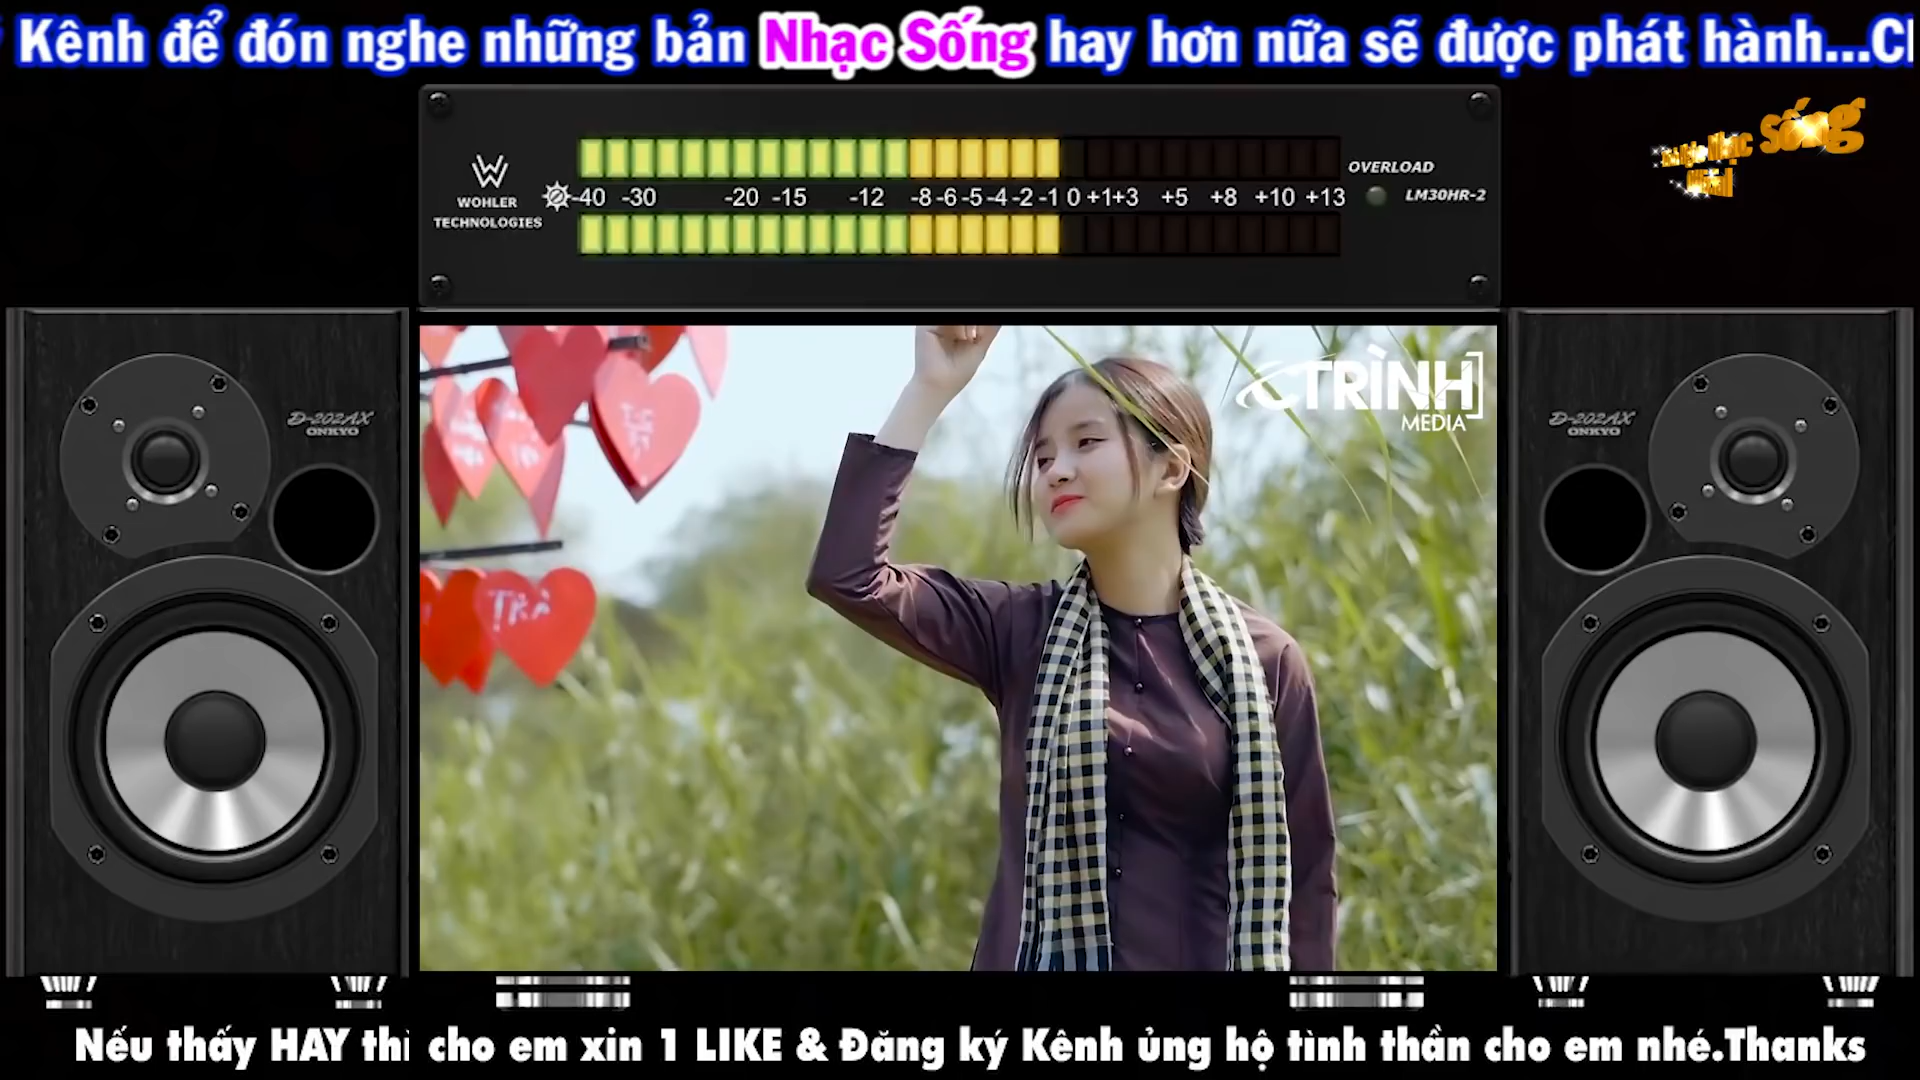 Kênh để đón nghe những bản Nhạc Sống hay hơn nữa sẽ được phát hành...
Nhạc Sống
W
WOHLER
TECHNOLOGIES
-40 -30 -20 -15 -12 -8 -6 -5 -4 -2 -1 0 +1 +3 +5 +8 +10 +13
OVERLOAD
LM30HR-2
D-202AX
ONKYO
TRÌNH
MEDIA
D-202AX
ONKYO
TRÀ
Nếu thấy HAY thì cho em xin 1 LIKE & Đăng ký Kênh ủng hộ tình thần cho em nhé.Thanks